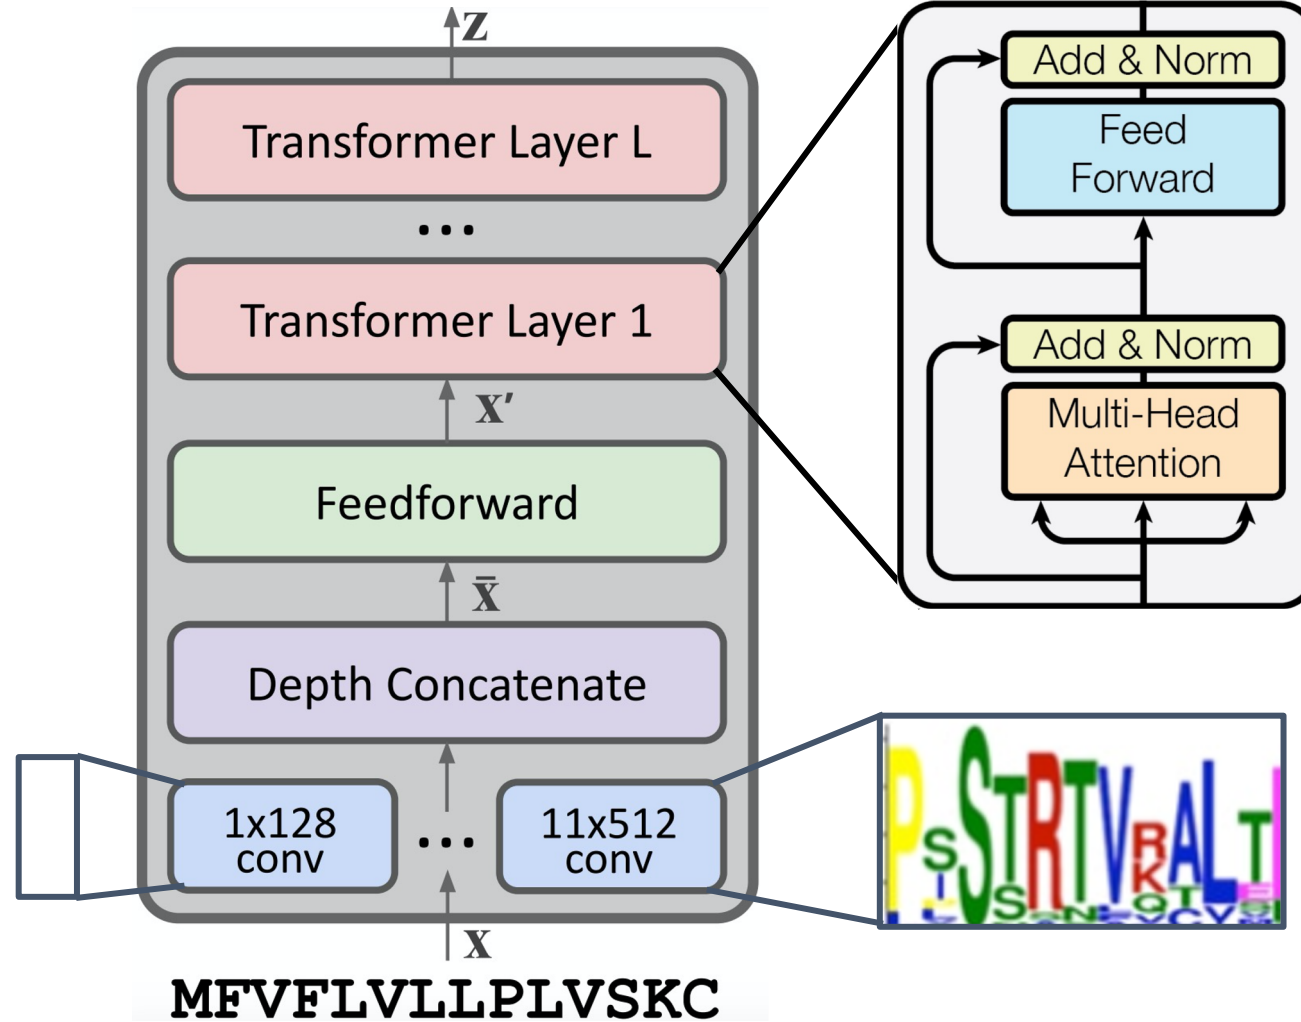 z
Transformer Layer L
...
Transformer Layer 1
x′
Feedforward
x̄
Depth Concatenate
1x128
conv
...
11x512
conv
x
MFVFLVLLPLVSKC
Add & Norm
Feed
Forward
Add & Norm
Multi-Head
Attention
PSSTRTVRALT